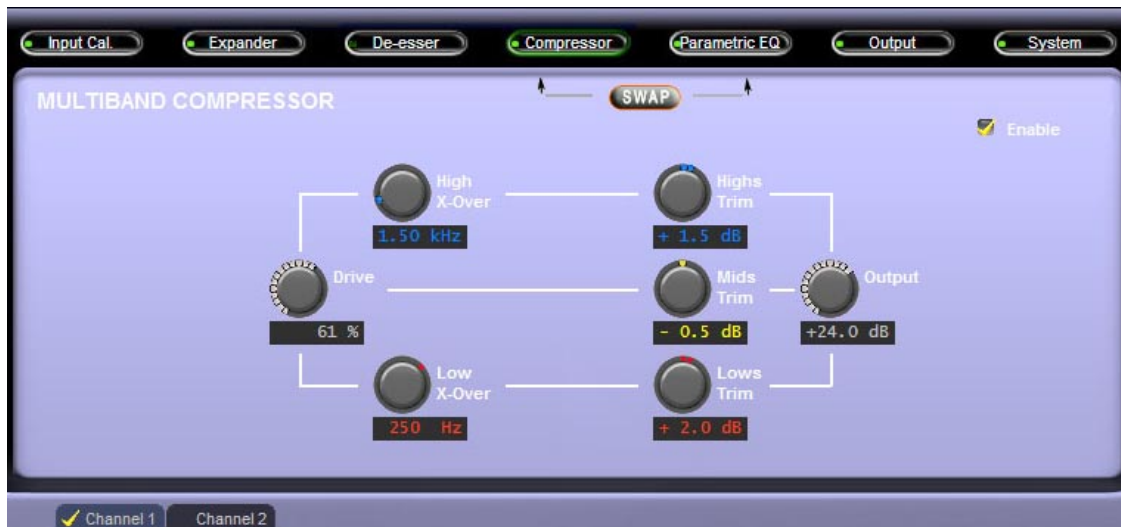 Input Cal. Expander De-esser Compressor Parametric EQ Output System
MULTIBAND COMPRESSOR
SWAP
Enable
High
X-Over
1.50 kHz
Highs
Trim
+ 1.5 dB
Drive
61 %
Mids
Trim
- 0.5 dB
Output
+24.0 dB
Low
X-Over
250 Hz
Lows
Trim
+ 2.0 dB
Channel 1 Channel 2